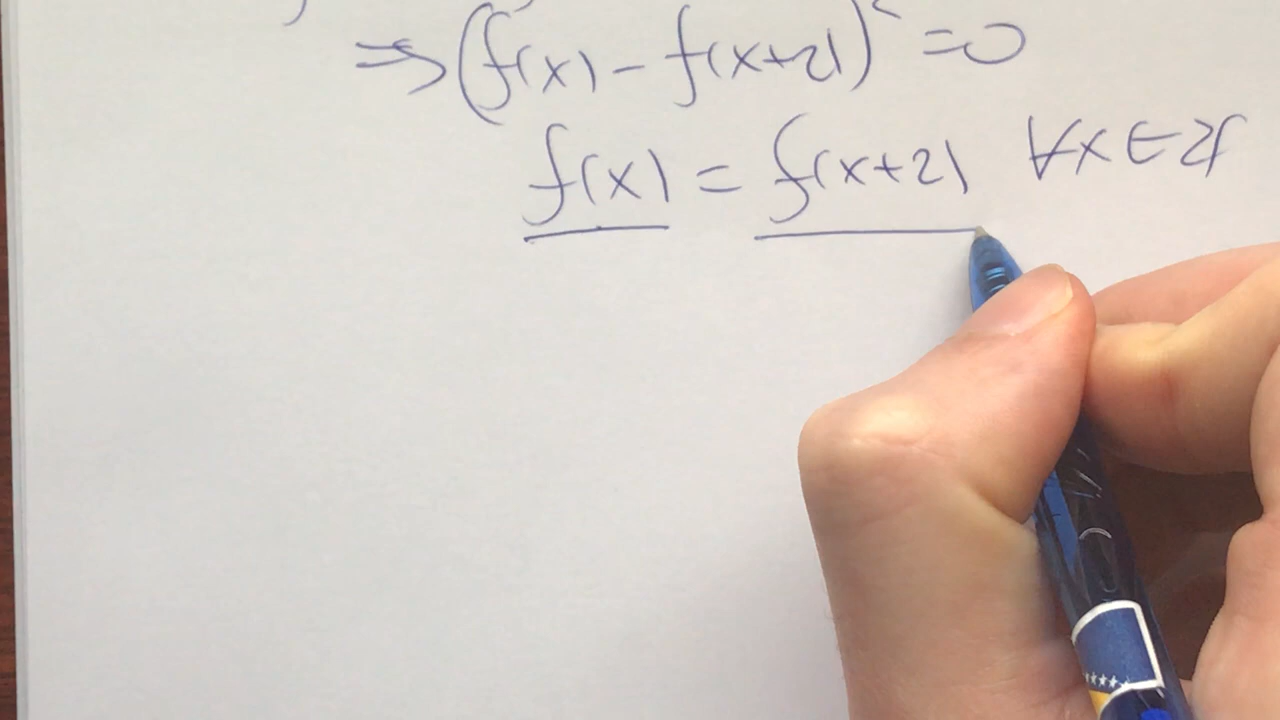 ⇒ (f(x) - f(x+2))² = 0
f(x) = f(x+2) ∀x ∈ ℤ